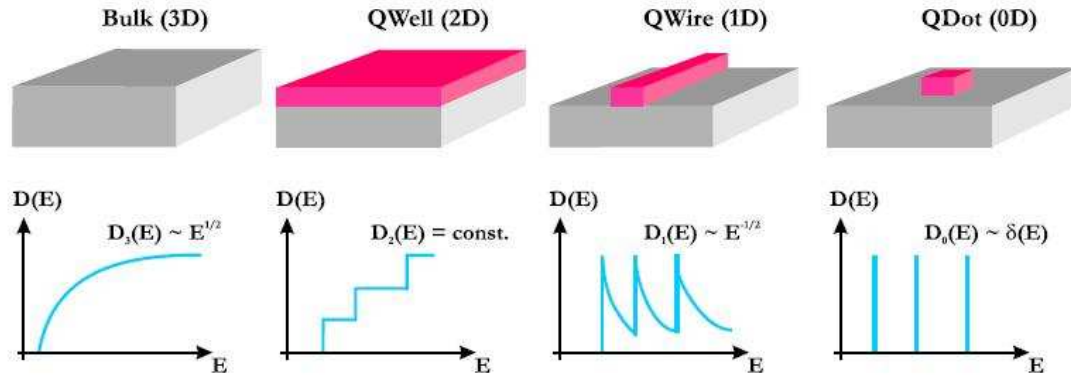 Bulk (3D) QWell (2D) QWire (1D) QDot (0D)
D(E) D(E) D(E) D(E)
D₃(E) ~ E^1/2 D₂(E) = const. D₁(E) ~ E^-1/2 D₀(E) ~ δ(E)
E E E E